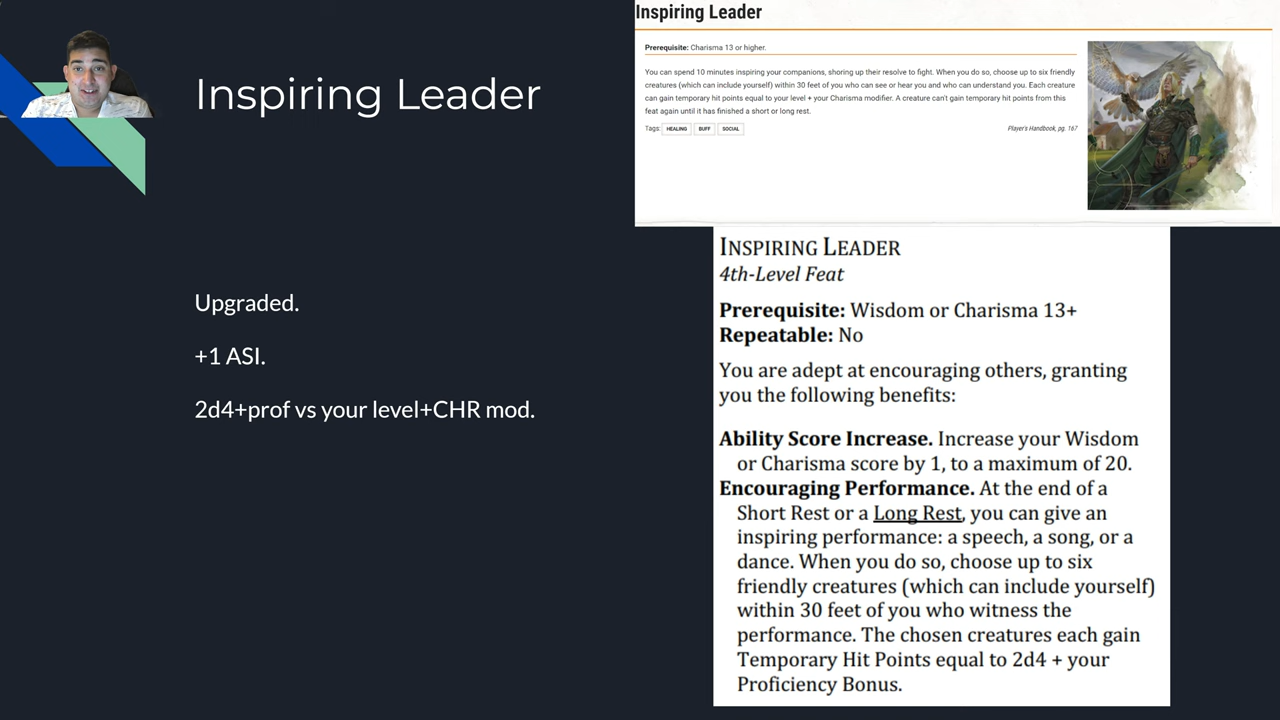 Inspiring Leader
Upgraded.
+1 ASI.
2d4+prof vs your level+CHR mod.
Inspiring Leader
Prerequisite: Charisma 13 or higher.
You can spend 10 minutes inspiring your companions, shoring up their resolve to fight. When you do so, choose up to six friendly
creatures (which can include yourself) within 30 feet of you who can see or hear you and who can understand you. Each creature
can gain temporary hit points equal to your level + your Charisma modifier. A creature can't gain temporary hit points from this
feat again until it has finished a short or long rest.
Tags: HEALING BUFF SOCIAL
Player's Handbook, pg. 167
INSPIRING LEADER
4th-Level Feat
Prerequisite: Wisdom or Charisma 13+
Repeatable: No
You are adept at encouraging others, granting
you the following benefits:
Ability Score Increase. Increase your Wisdom
or Charisma score by 1, to a maximum of 20.
Encouraging Performance. At the end of a
Short Rest or a Long Rest, you can give an
inspiring performance: a speech, a song, or a
dance. When you do so, choose up to six
friendly creatures (which can include yourself)
within 30 feet of you who witness the
performance. The chosen creatures each gain
Temporary Hit Points equal to 2d4 + your
Proficiency Bonus.